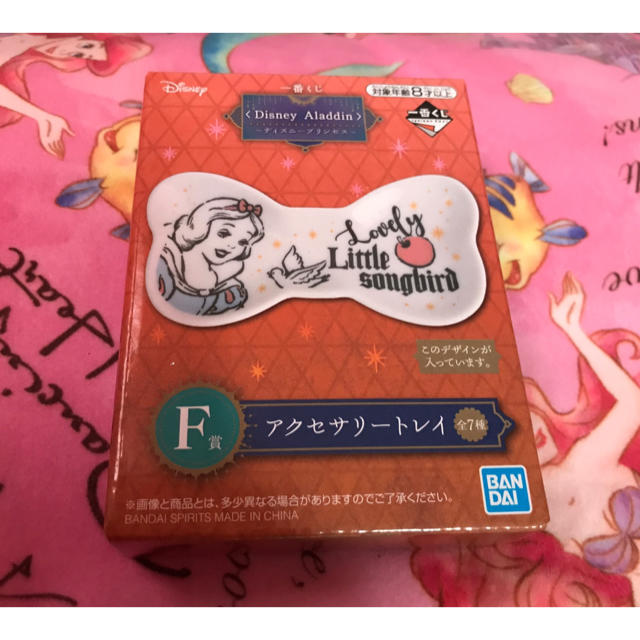 Disney
一番くじ
対象年齢8才以上
Disney Aladdin
～ディズニープリンセス～
一番くじ
Lovely
Little
songbird
このデザインが
入っています。
F賞
アクセサリートレイ
全7種
※画像と商品とは、多少異なる場合がありますのでご了承ください。
BANDAI SPIRITS MADE IN CHINA
BAN
DAI
Heart